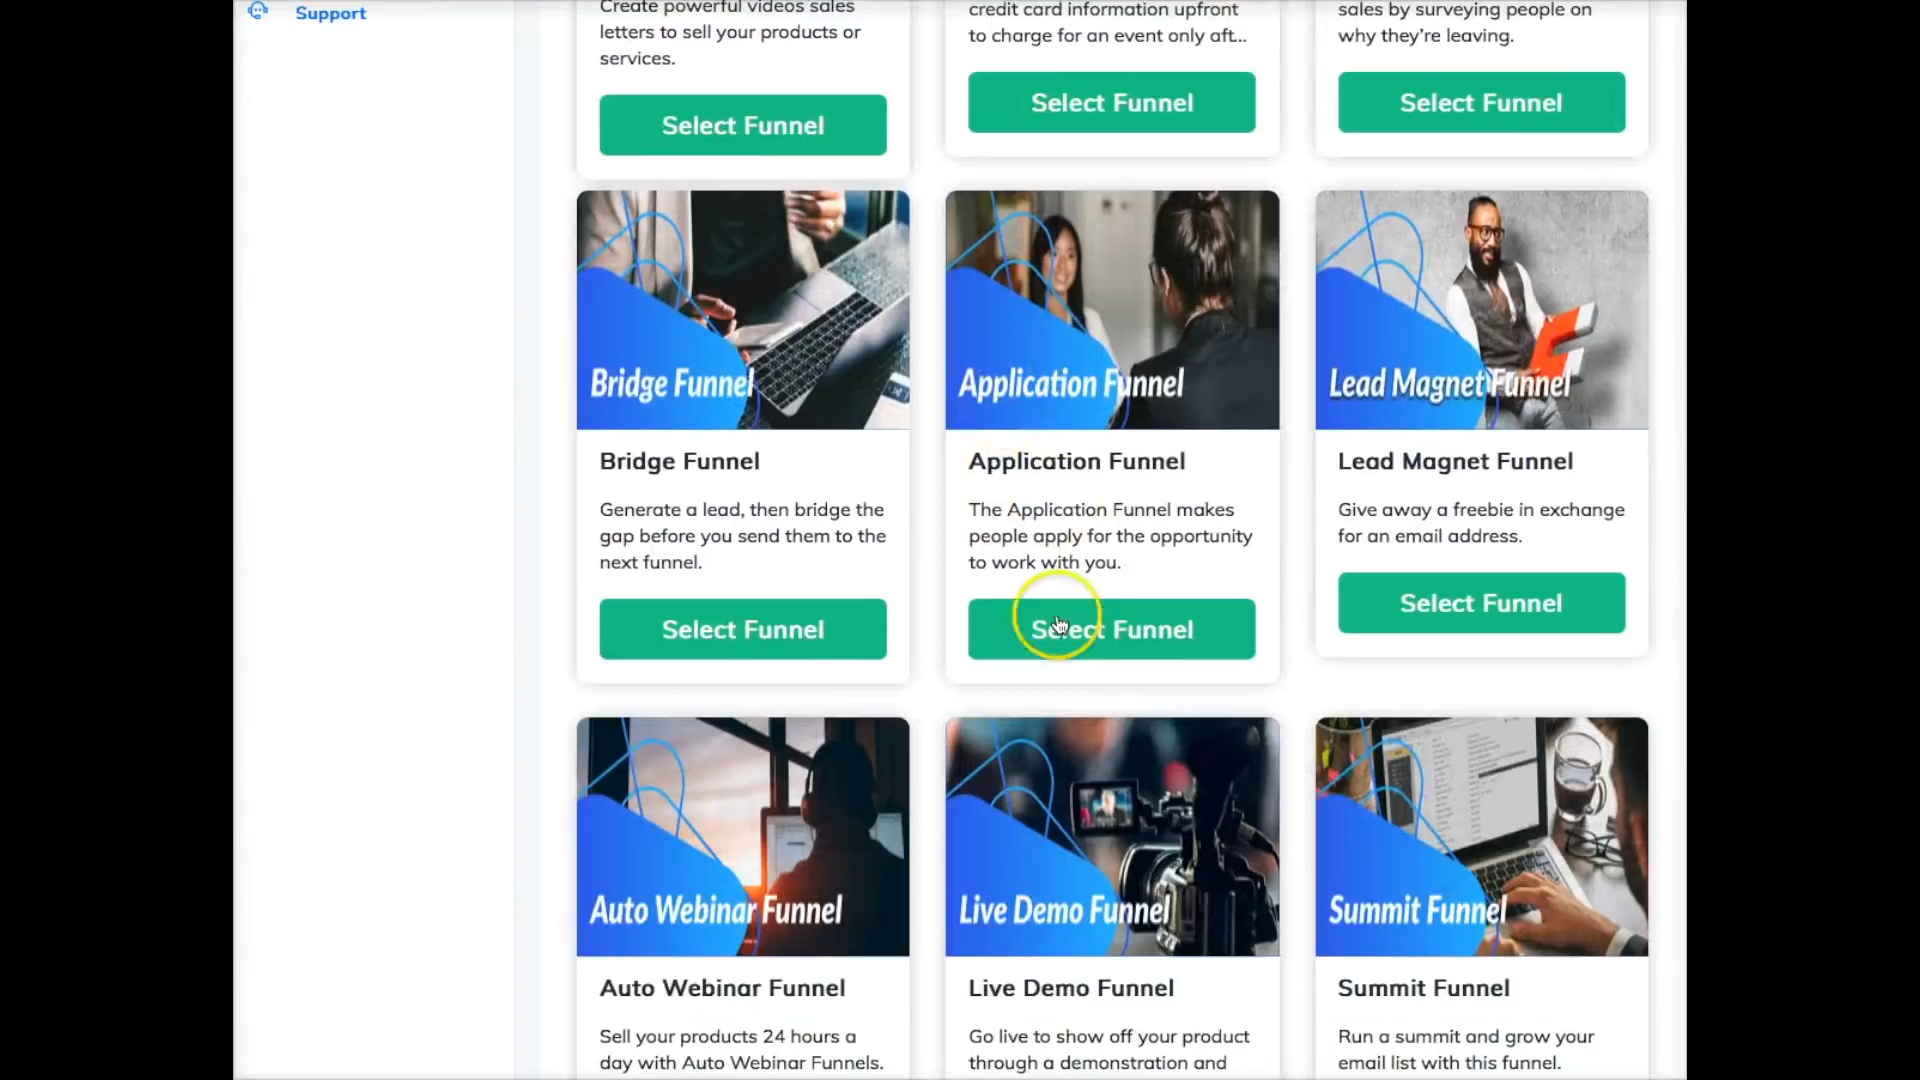 Support
Create powerful videos sales
letters to sell your products or
services.
Select Funnel
credit card information upfront
to charge for an event only aft...
Select Funnel
sales by surveying people on
why they're leaving.
Select Funnel
Bridge Funnel
Bridge Funnel
Generate a lead, then bridge the
gap before you send them to the
next funnel.
Select Funnel
Application Funnel
Application Funnel
The Application Funnel makes
people apply for the opportunity
to work with you.
Select Funnel
Lead Magnet Funnel
Lead Magnet Funnel
Give away a freebie in exchange
for an email address.
Select Funnel
Auto Webinar Funnel
Auto Webinar Funnel
Sell your products 24 hours a
day with Auto Webinar Funnels.
Live Demo Funnel
Live Demo Funnel
Go live to show off your product
through a demonstration and
Summit Funnel
Summit Funnel
Run a summit and grow your
email list with this funnel.